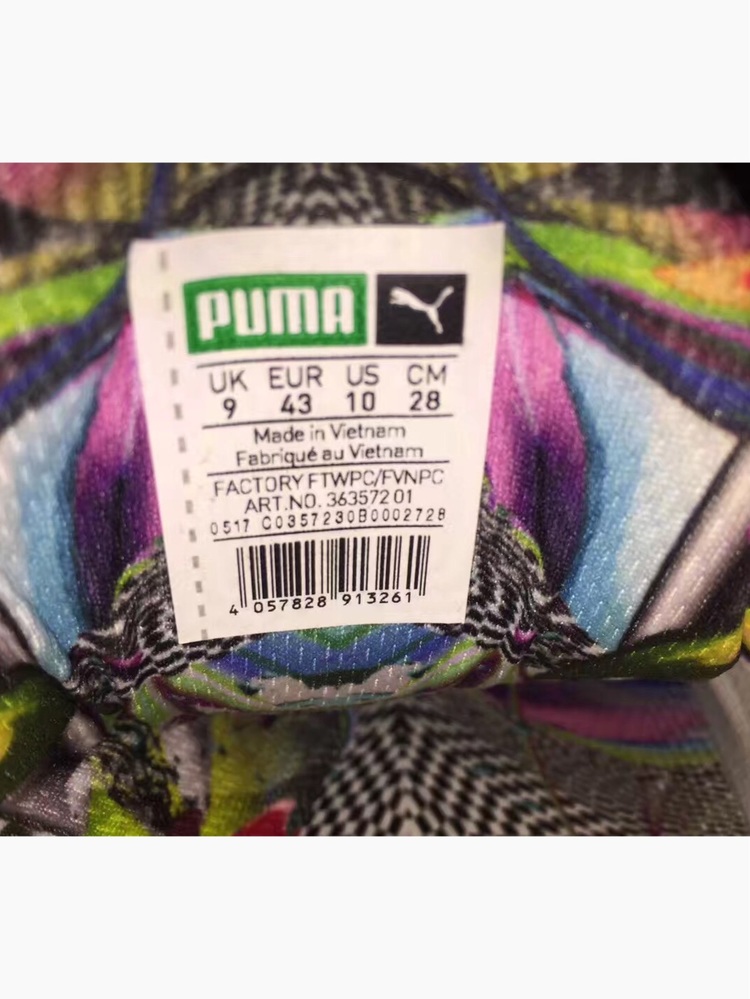 PUMA
UK EUR US CM
9 43 10 28
Made in Vietnam
Fabriqué au Vietnam
FACTORY FTWPC/FVNPC
ART.NO. 363572 01
0517 C0357230B0002728
4 057828 913261